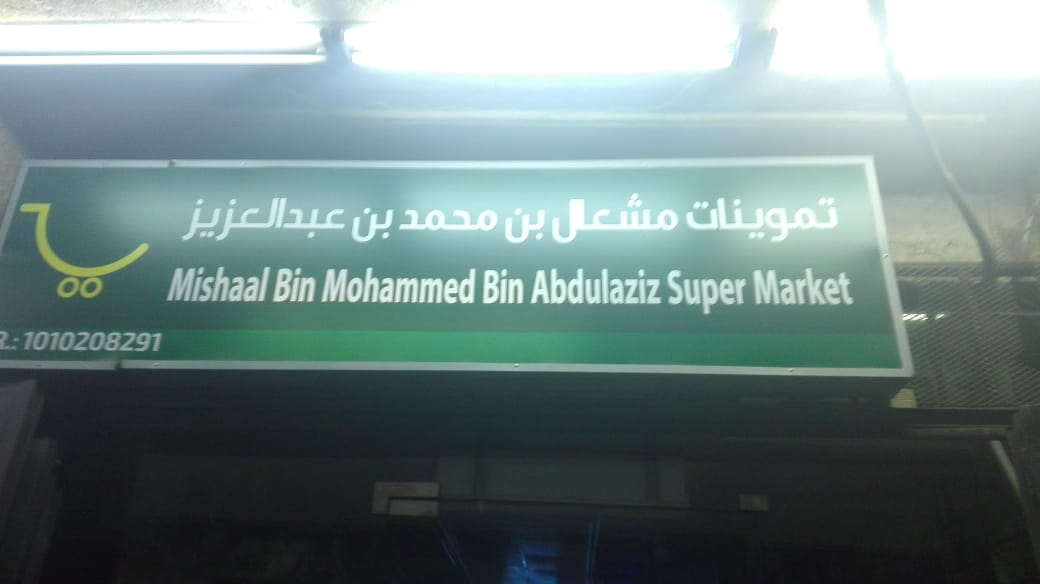 تموينات مشعل بن محمد بن عبدالعزيز
Mishaal Bin Mohammed Bin Abdulaziz Super Market
R.: 1010208291